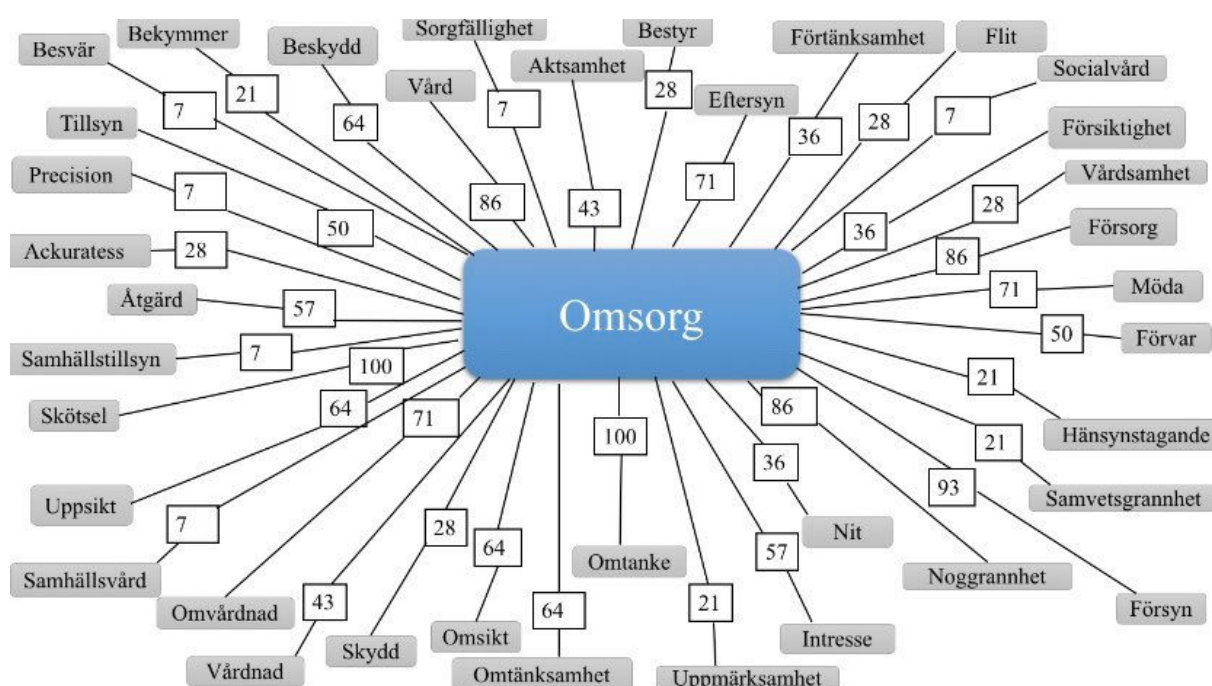 Besvär
7
Bekymmer
21
Beskydd
64
Vård
86
Sorgfällighet
7
Aktsamhet
43
Bestyr
28
Eftersyn
71
Förtänksamhet
36
Flit
28
Socialvård
7
Försiktighet
36
Vårdsamhet
28
Försorg
86
Möda
71
Förvar
50
Hänsynstagande
21
Samvetsgrannhet
21
Försyn
93
Noggrannhet
86
Nit
36
Intresse
57
Uppmärksamhet
21
Omtanke
100
Omtänksamhet
64
Omsikt
64
Skydd
28
Vårdnad
43
Omvårdnad
71
Samhällsvård
7
Uppsikt
64
Skötsel
100
Samhällstillsyn
7
Åtgärd
57
Ackuratess
28
Precision
7
Tillsyn
50
Omsorg